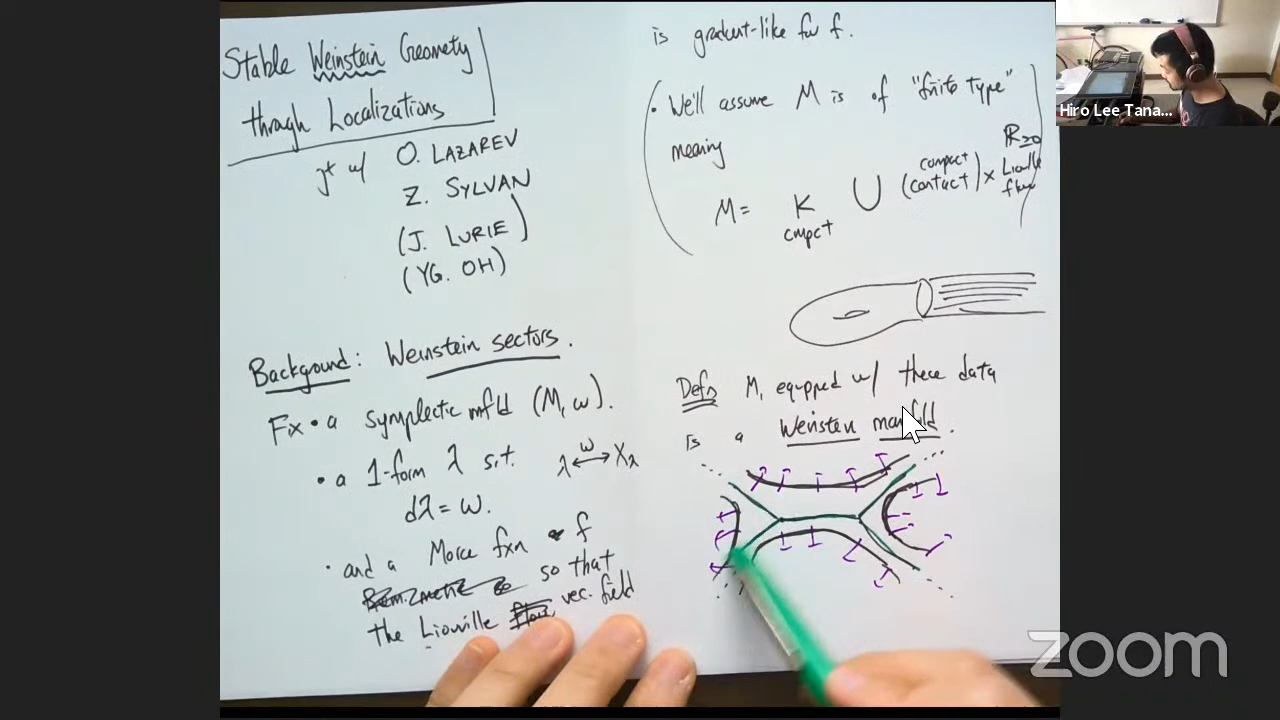 Stable Weinstein Geometry
through Localizations
jt w/ O. LAZAREV
Z. SYLVAN
(J. LURIE)
(YG. OH)
Background: Weinstein sectors.
Fix • a symplectic mfld (M, ω).
• a 1-form λ s.t. λ ω↔ Xλ
dλ = ω.
• and a Morse fxn f
so that
the Liouville vec. field
is gradient-like for f.
( • We'll assume M is of "finite type"
meaning
M = K cmpct ∪ (compact contact) × ℝ≥0 Liouville flow )
Defn M, equipped w/ these data
is a Weinstein manifold.
Hiro Lee Tana...
zoom